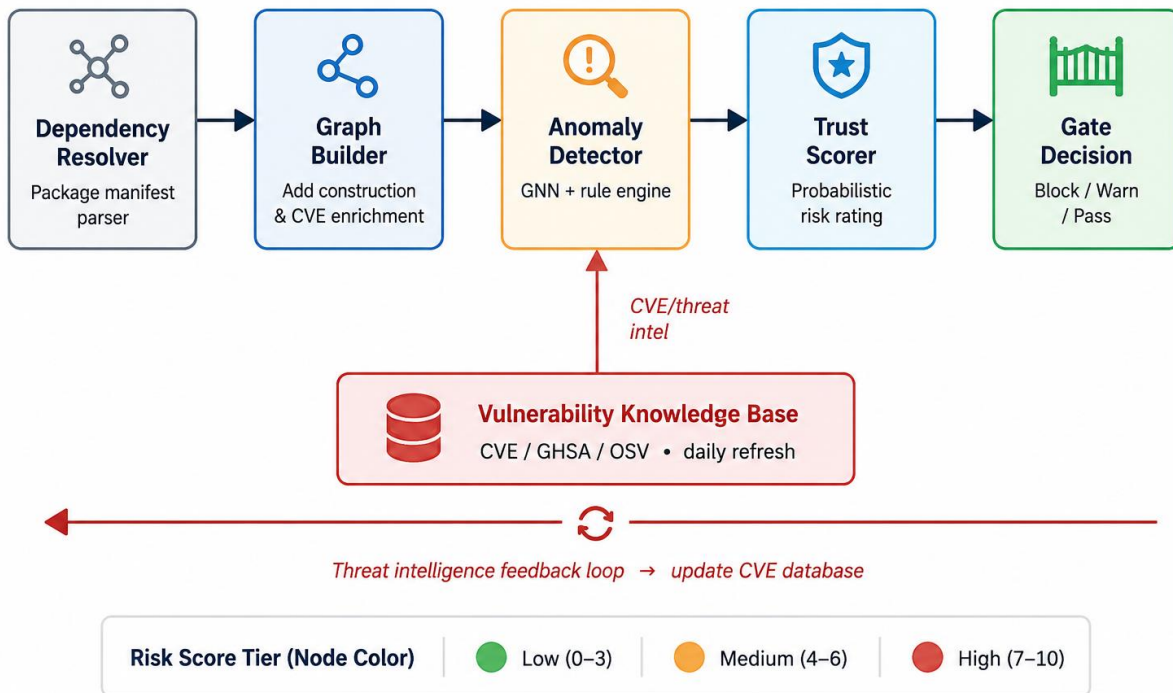 Dependency
Resolver
Package manifest
parser
Graph
Builder
Add construction
& CVE enrichment
Anomaly
Detector
GNN + rule engine
Trust
Scorer
Probabilistic
risk rating
Gate
Decision
Block / Warn
/ Pass
CVE/threat
intel
Vulnerability Knowledge Base
CVE / GHSA / OSV • daily refresh
Threat intelligence feedback loop → update CVE database
Risk Score Tier (Node Color) Low (0–3) Medium (4–6) High (7–10)